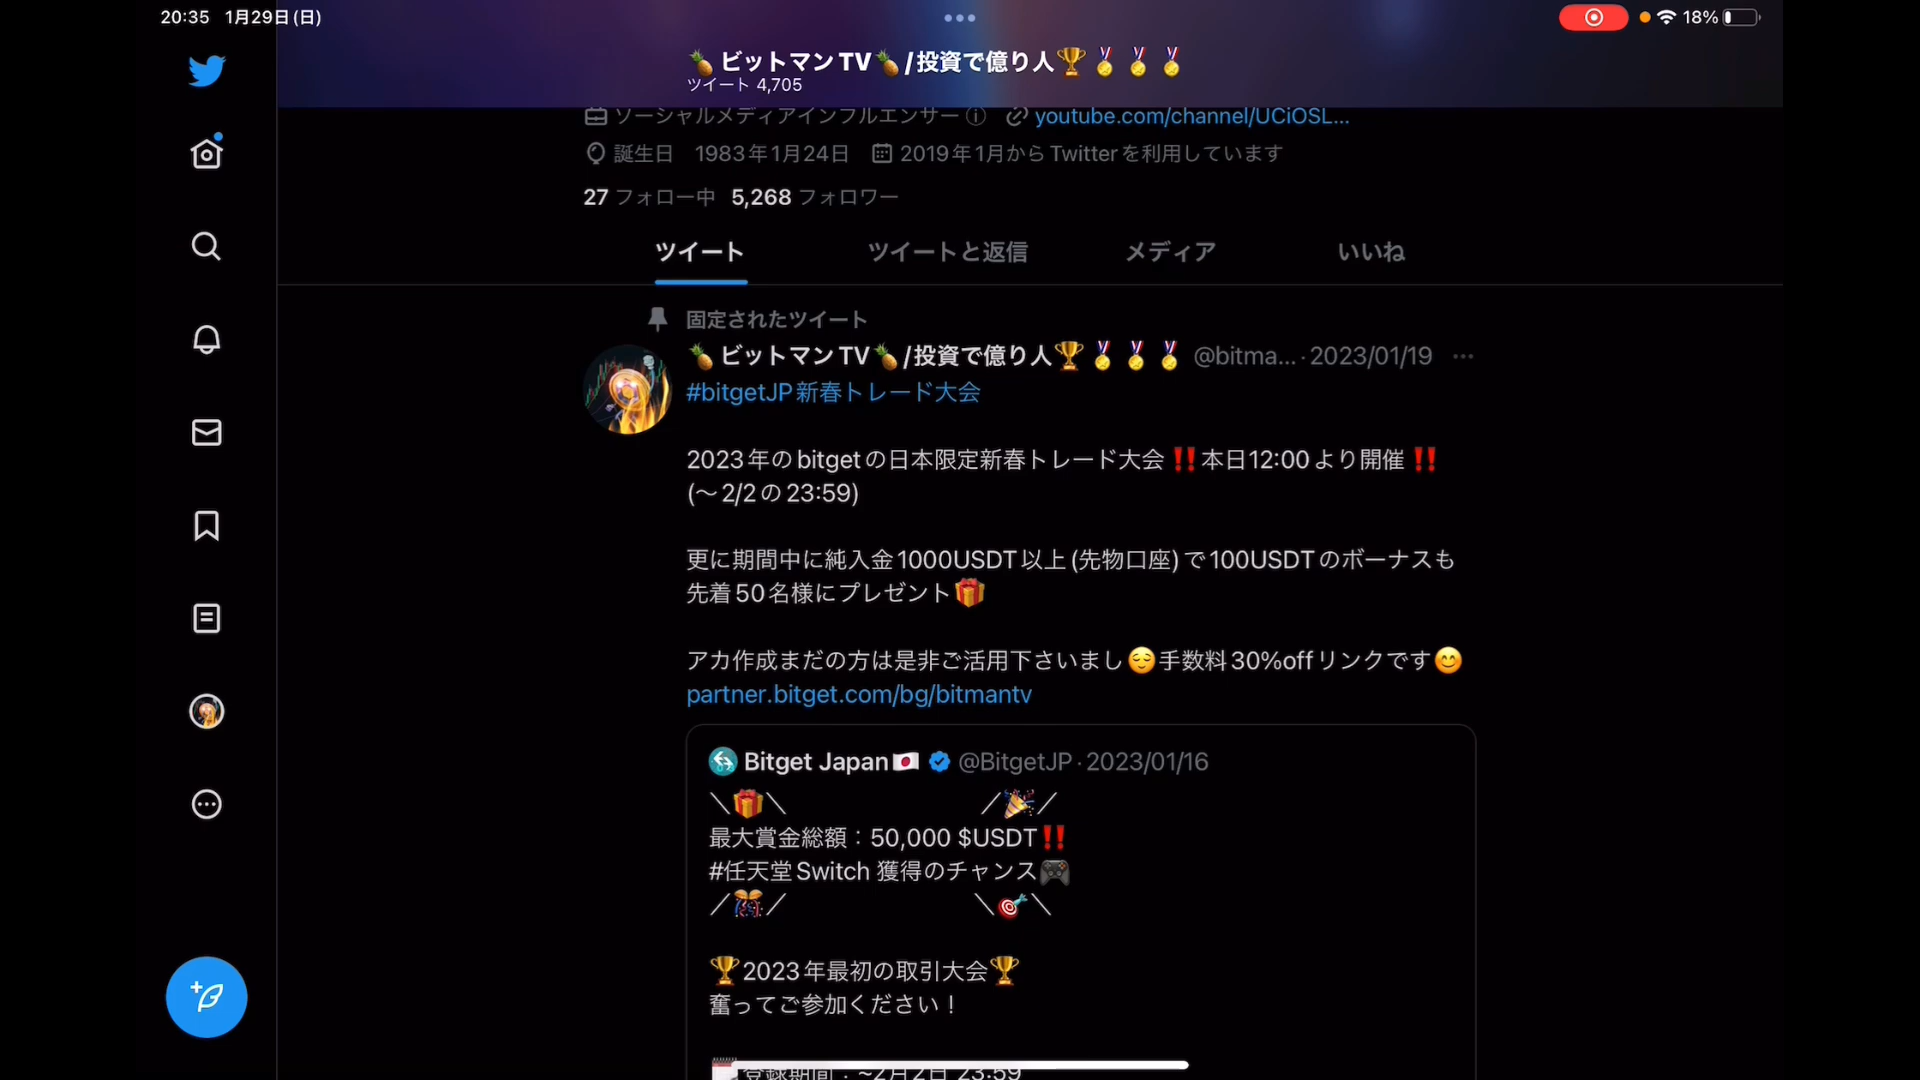 20:35 1月29日(日)
18%
🍍ビットマンTV🍍/投資で億り人🏆🏅🏅🏅
ツイート 4,705
ソーシャルメディアインフルエンサー youtube.com/channel/UCiOSL...
誕生日 1983年1月24日 2019年1月からTwitterを利用しています
27 フォロー中 5,268 フォロワー
ツイート ツイートと返信 メディア いいね
固定されたツイート
🍍ビットマンTV🍍/投資で億り人🏆🏅🏅🏅 @bitma... · 2023/01/19
#bitgetJP新春トレード大会
2023年のbitgetの日本限定新春トレード大会‼️本日12:00より開催‼️
(〜2/2の23:59)
更に期間中に純入金1000USDT以上(先物口座)で100USDTのボーナスも
先着50名様にプレゼント🎁
アカ作成まだの方は是非ご活用下さいまし😌手数料30%offリンクです😊
partner.bitget.com/bg/bitmantv
Bitget Japan🇯🇵 @BitgetJP · 2023/01/16
＼🎁＼ ／🎉／
最大賞金総額：50,000 $USDT‼️
#任天堂Switch 獲得のチャンス🎮
／🎊／ ＼🎯＼
🏆2023年最初の取引大会🏆
奮ってご参加ください！
登録期間：~2月2日 23:59